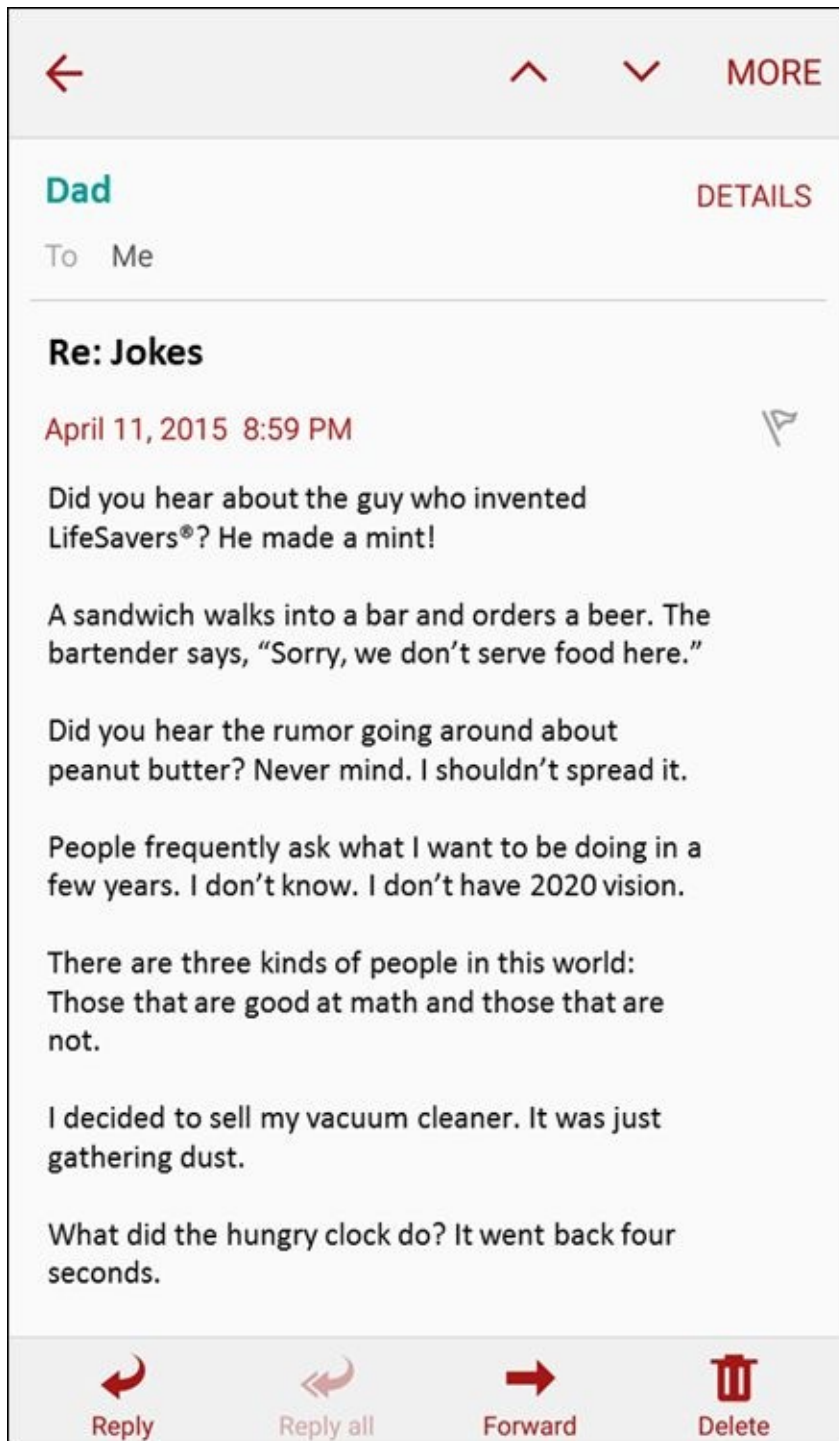 MORE
Dad
DETAILS
To Me
Re: Jokes
April 11, 2015 8:59 PM
Did you hear about the guy who invented
LifeSavers®? He made a mint!
A sandwich walks into a bar and orders a beer. The
bartender says, “Sorry, we don’t serve food here.”
Did you hear the rumor going around about
peanut butter? Never mind. I shouldn’t spread it.
People frequently ask what I want to be doing in a
few years. I don’t know. I don’t have 2020 vision.
There are three kinds of people in this world:
Those that are good at math and those that are
not.
I decided to sell my vacuum cleaner. It was just
gathering dust.
What did the hungry clock do? It went back four
seconds.
Reply Reply all Forward Delete